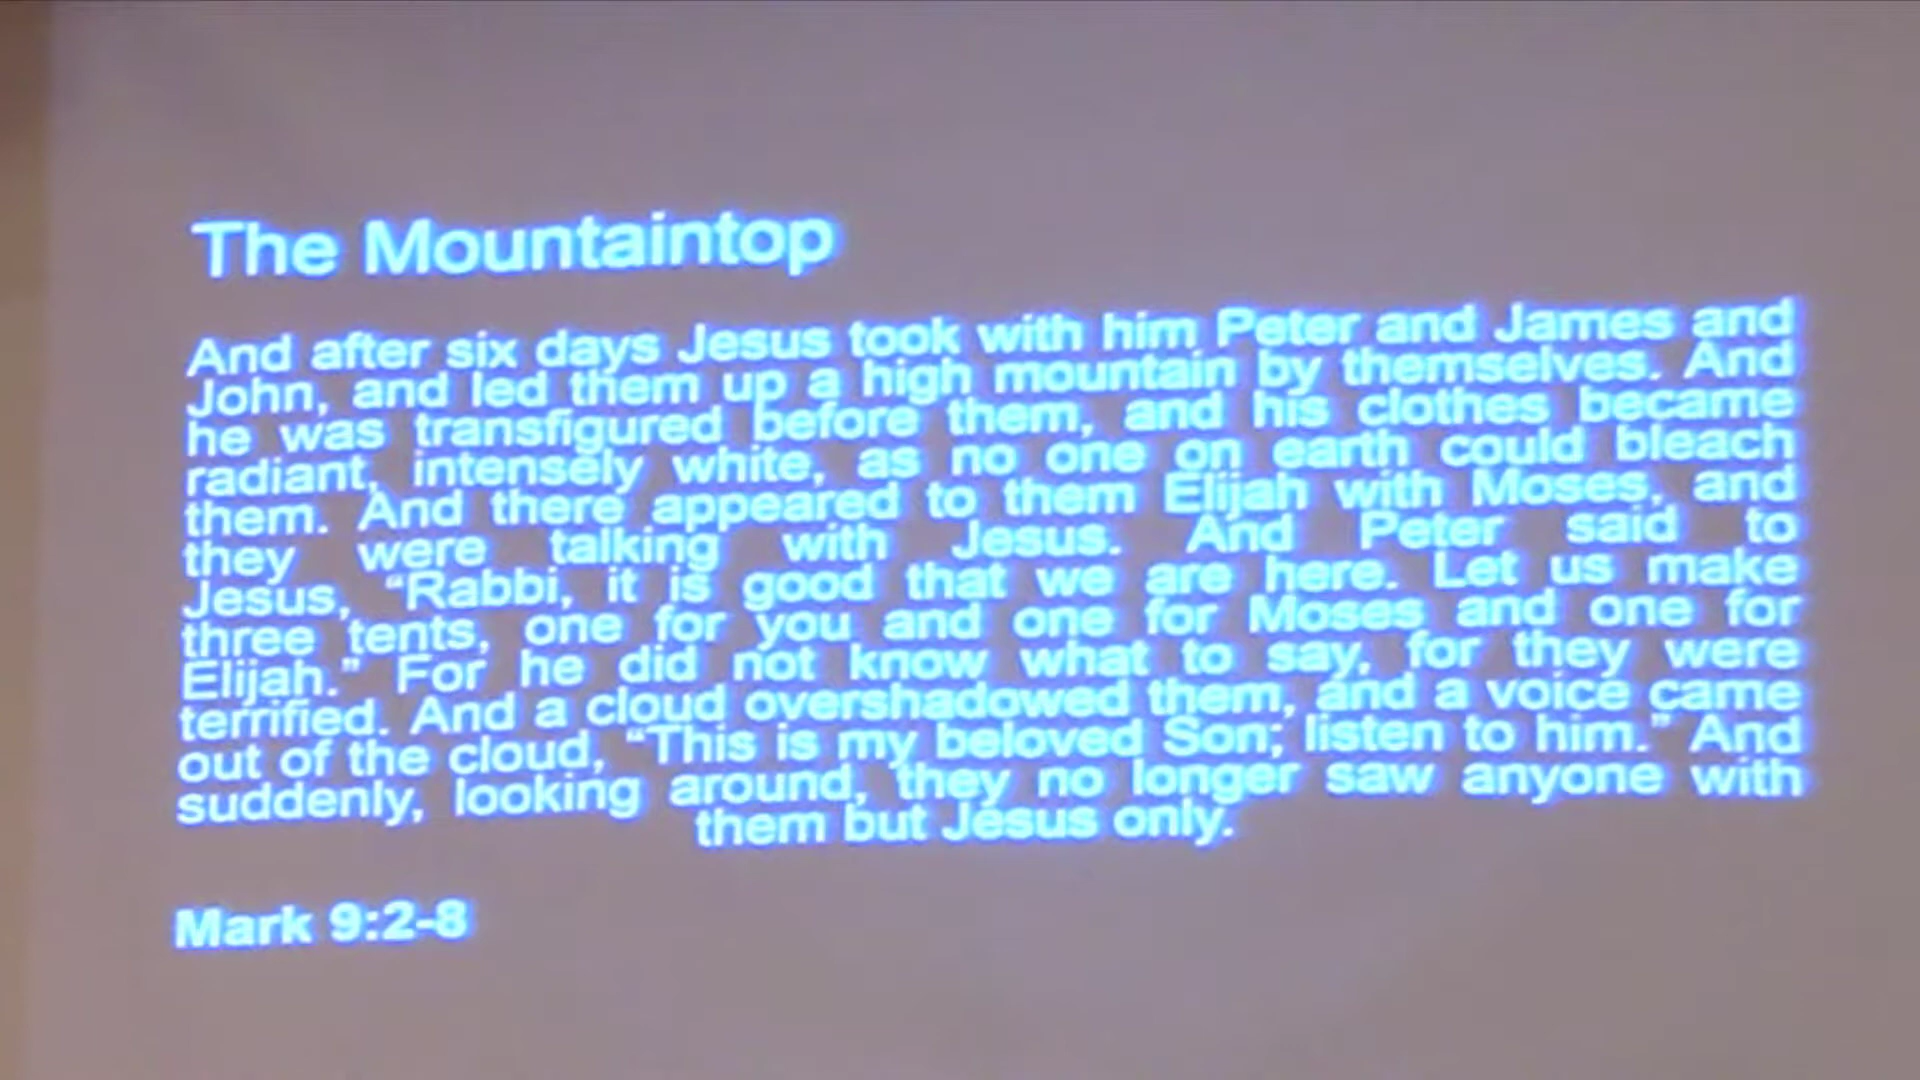 The Mountaintop
And after six days Jesus took with him Peter and James and
John, and led them up a high mountain by themselves. And
he was transfigured before them, and his clothes became
radiant, intensely white, as no one on earth could bleach
them. And there appeared to them Elijah with Moses, and
they were talking with Jesus. And Peter said to
Jesus, “Rabbi, it is good that we are here. Let us make
three tents, one for you and one for Moses and one for
Elijah.” For he did not know what to say, for they were
terrified. And a cloud overshadowed them, and a voice came
out of the cloud, “This is my beloved Son; listen to him.” And
suddenly, looking around, they no longer saw anyone with
them but Jesus only.
Mark 9:2-8